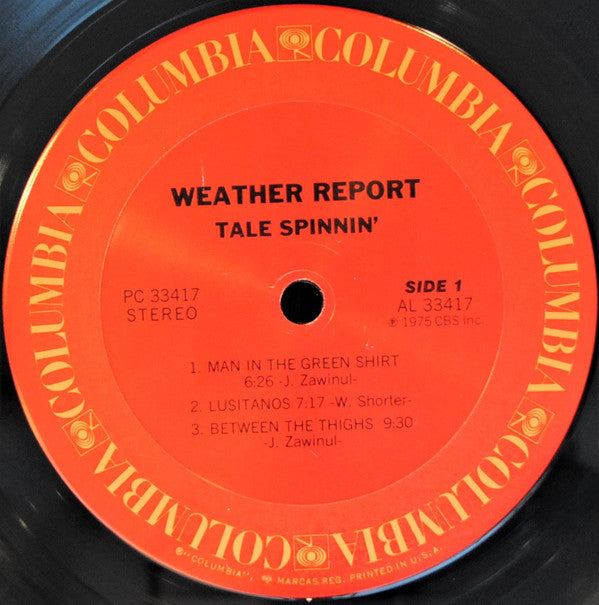 COLUMBIA COLUMBIA COLUMBIA COLUMBIA COLUMBIA COLUMBIA
WEATHER REPORT
TALE SPINNIN'
PC 33417
STEREO
SIDE 1
AL 33417
℗ 1975 CBS Inc.
1. MAN IN THE GREEN SHIRT
6:26 -J. Zawinul-
2. LUSITANOS 7:17 -W. Shorter-
3. BETWEEN THE THIGHS 9:30
-J. Zawinul-
®"COLUMBIA", MARCAS REG. PRINTED IN U.S.A.